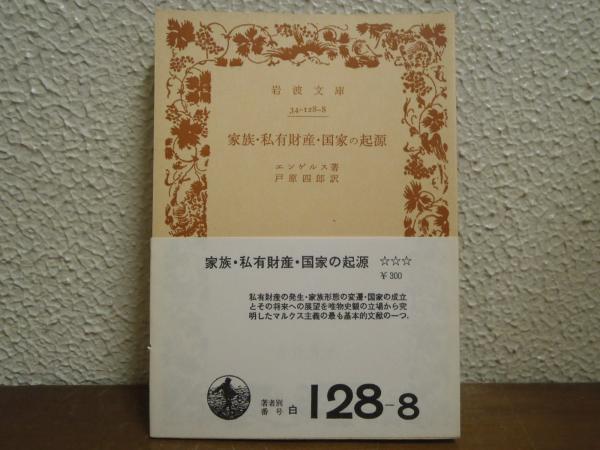 岩波文庫
34-128-8
家族・私有財産・国家の起源
エンゲルス著
戸原四郎訳
家族・私有財産・国家の起源 ☆☆☆
¥300
私有財産の発生・家族形態の変遷・国家の成立
とその将来への展望を唯物史観の立場から究
明したマルクス主義の最も基本的文献の一つ.
著者別
番号 白 128-8